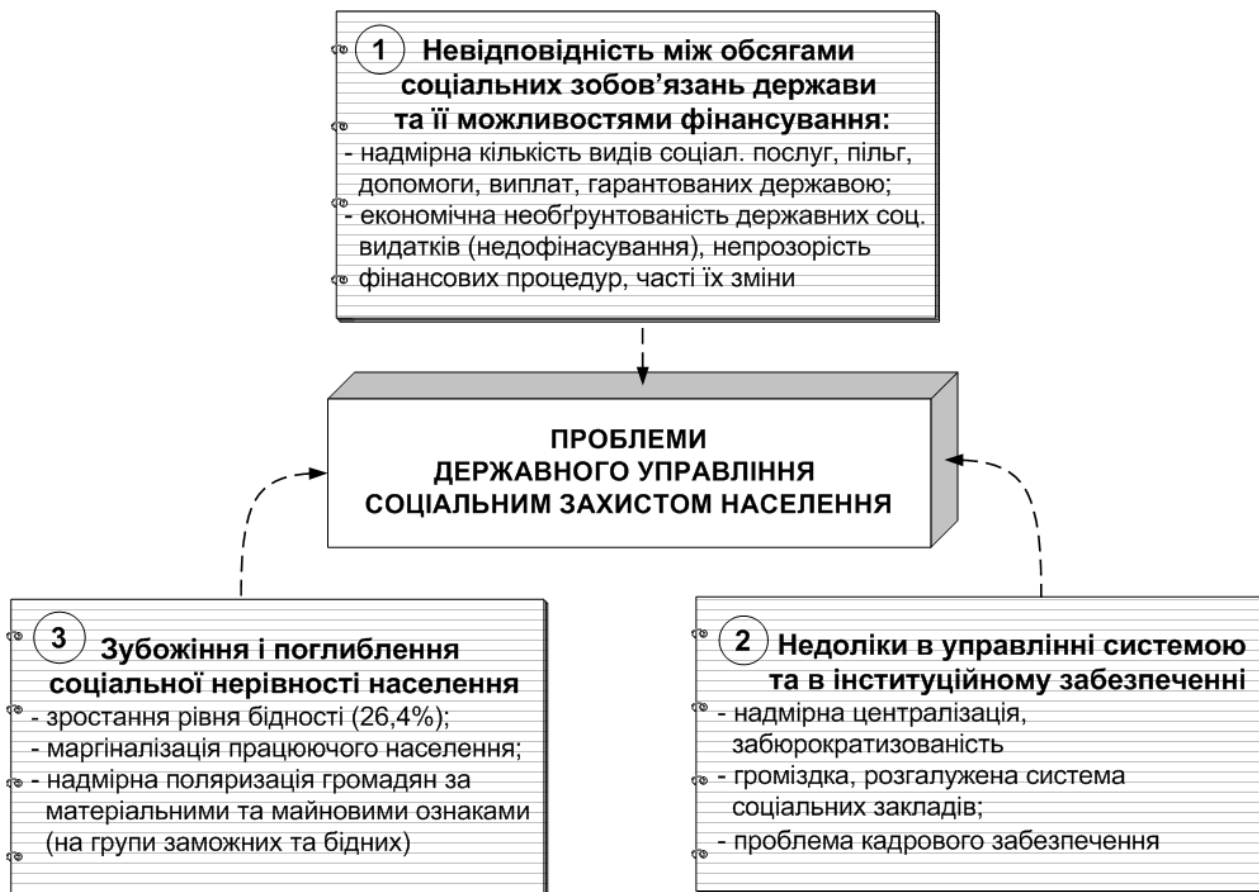 1 Невідповідність між обсягами
соціальних зобов’язань держави
та її можливостями фінансування:
- надмірна кількість видів соціал. послуг, пільг,
допомоги, виплат, гарантованих державою;
- економічна необґрунтованість державних соц.
видатків (недофінасування), непрозорість
фінансових процедур, часті їх зміни
ПРОБЛЕМИ
ДЕРЖАВНОГО УПРАВЛІННЯ
СОЦІАЛЬНИМ ЗАХИСТОМ НАСЕЛЕННЯ
3 Зубожіння і поглиблення
соціальної нерівності населення
- зростання рівня бідності (26,4%);
- маргіналізація працюючого населення;
- надмірна поляризація громадян за
матеріальними та майновими ознаками
(на групи заможних та бідних)
2 Недоліки в управлінні системою
та в інституційному забезпеченні
- надмірна централізація,
забюрократизованість
- громіздка, розгалужена система
соціальних закладів;
- проблема кадрового забезпечення